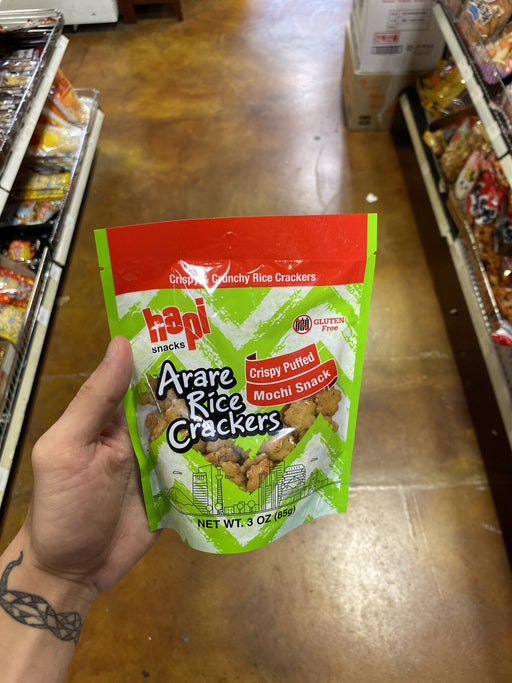 Crispy & Crunchy Rice Crackers
hapi
snacks
GLUTEN
Free
Crispy Puffed
Mochi Snack
Arare
Rice
Crackers
NET WT. 3 OZ (85g)